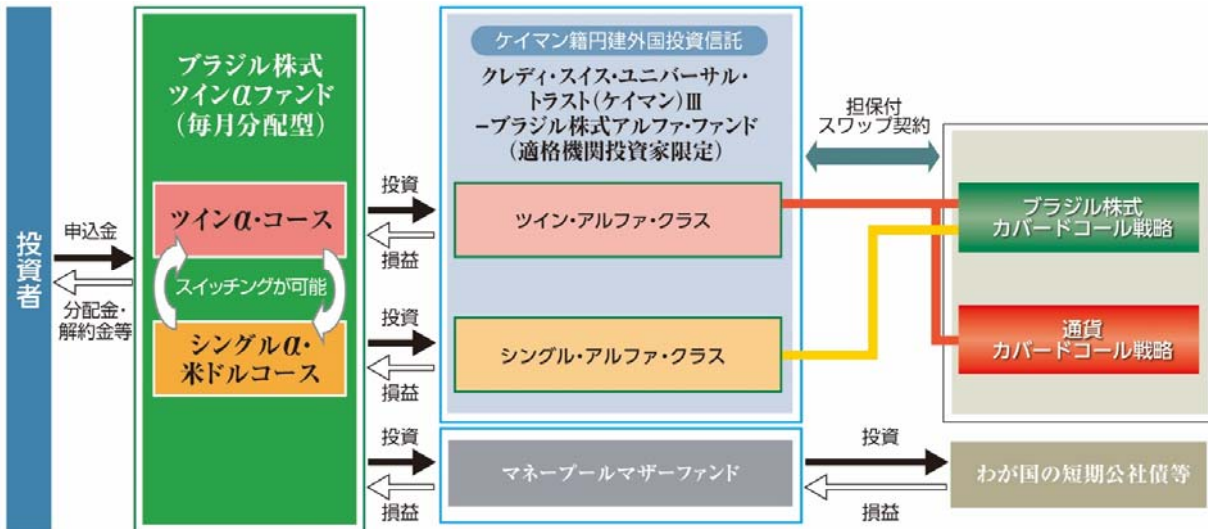 投資者
申込金
分配金・
解約金等
ブラジル株式
ツインαファンド
(毎月分配型)
ツインα・コース
スイッチングが可能
シングルα・
米ドルコース
投資
損益
投資
損益
投資
損益
ケイマン籍円建外国投資信託
クレディ・スイス・ユニバーサル・
トラスト(ケイマン)Ⅲ
－ブラジル株式アルファ・ファンド
(適格機関投資家限定)
ツイン・アルファ・クラス
シングル・アルファ・クラス
マネープールマザーファンド
担保付
スワップ契約
投資
損益
ブラジル株式
カバードコール戦略
通貨
カバードコール戦略
わが国の短期公社債等